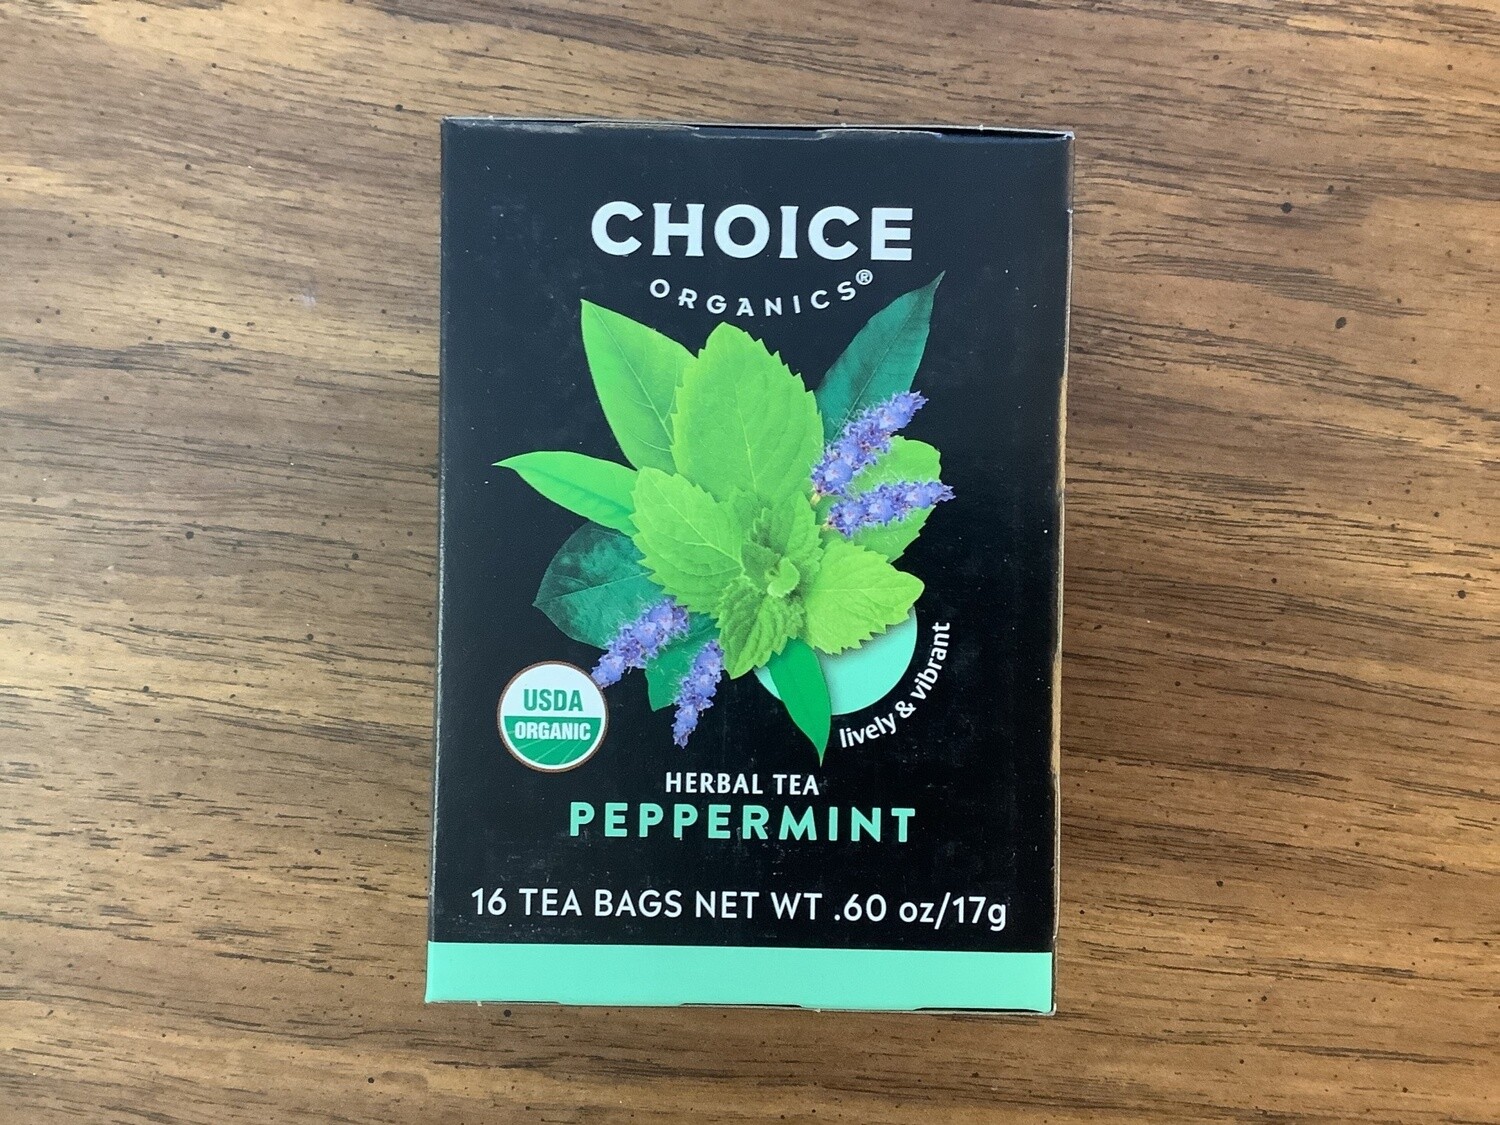 CHOICE
ORGANICS®
lively & vibrant
USDA
ORGANIC
HERBAL TEA
PEPPERMINT
16 TEA BAGS NET WT .60 oz/17g